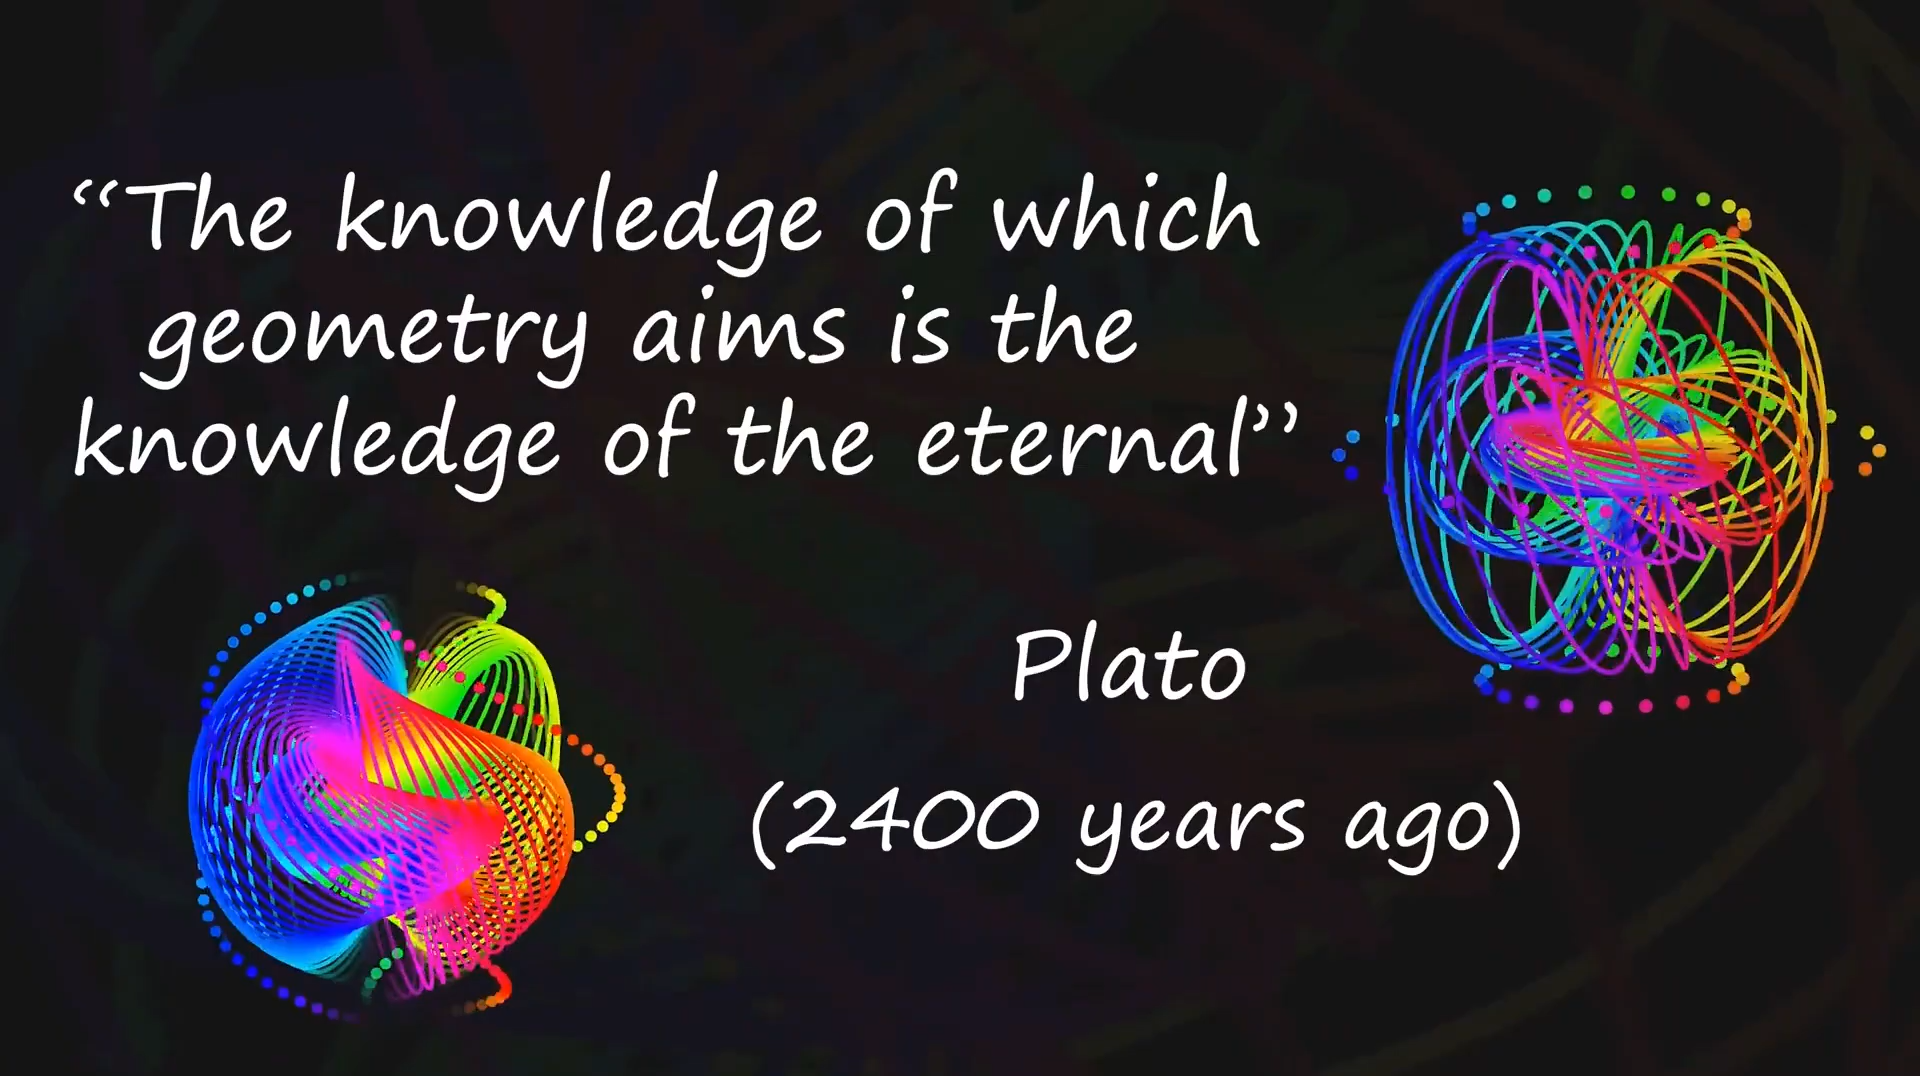 “The knowledge of which
geometry aims is the
knowledge of the eternal”
Plato
(2400 years ago)